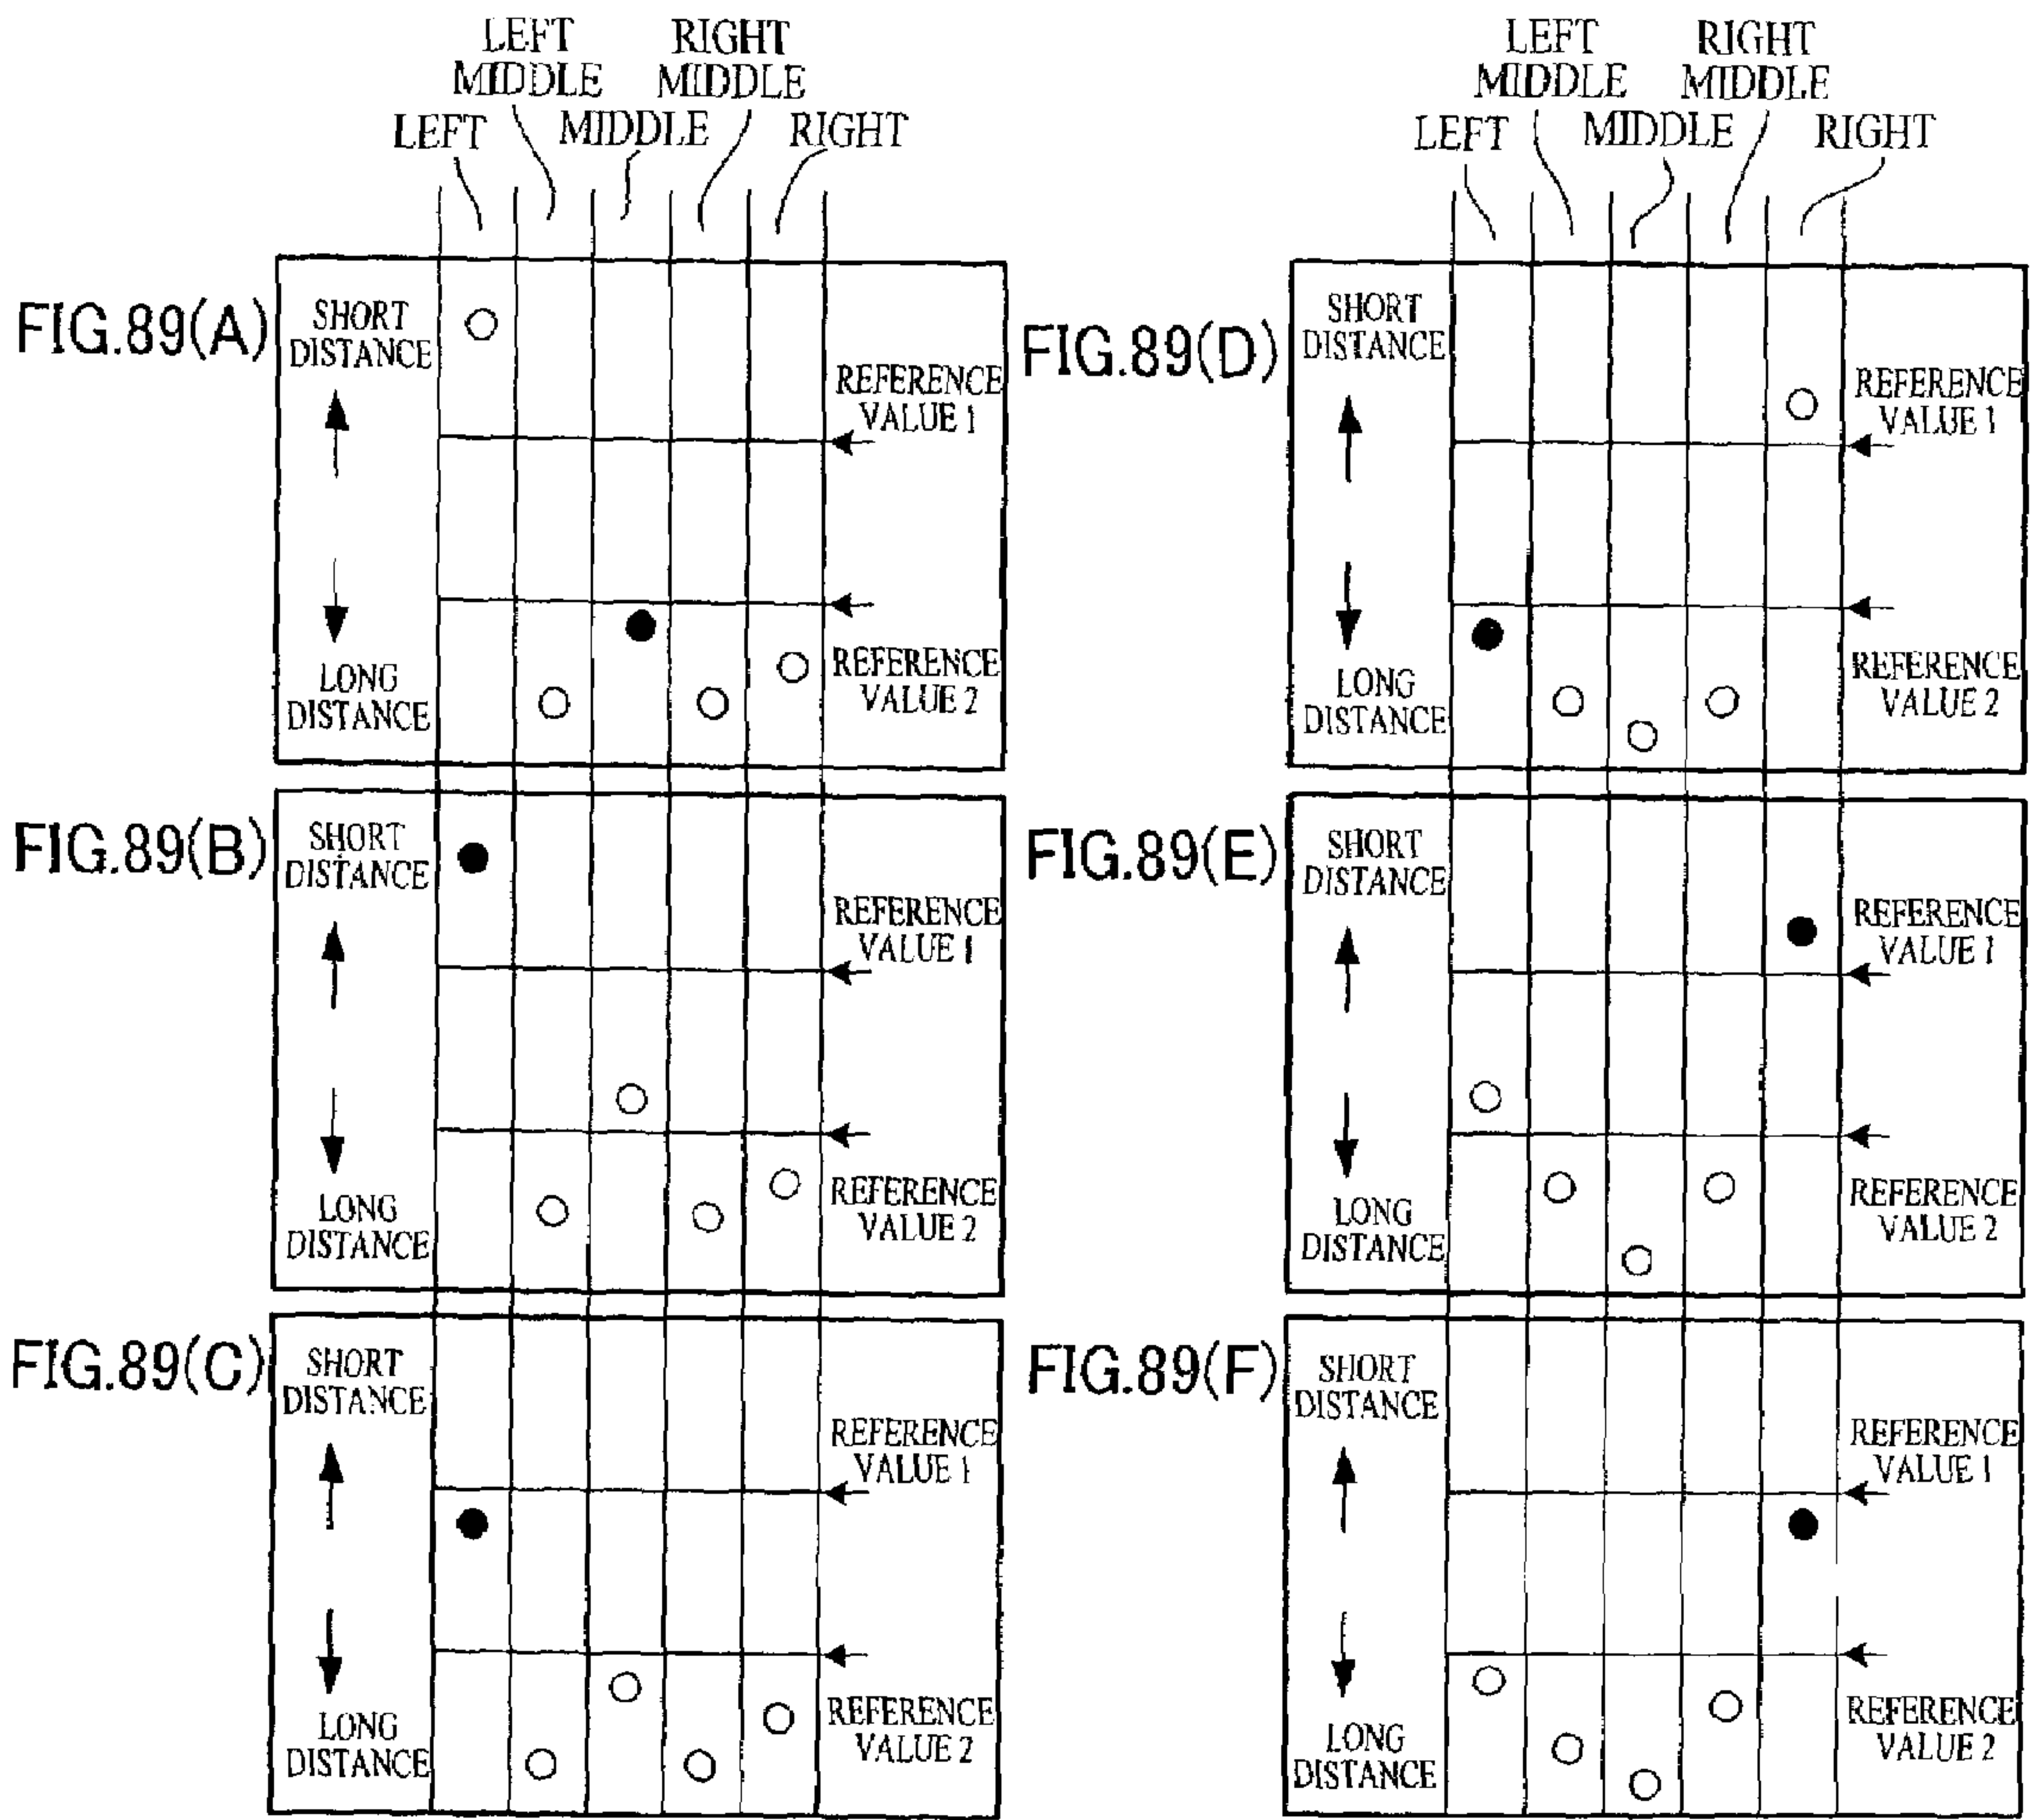 LEFT
MIDDLE
RIGHT
MIDDLE
LEFT
MIDDLE
RIGHT
LEFT
MIDDLE
RIGHT
MIDDLE
LEFT
MIDDLE
RIGHT
FIG.89(A)
SHORT
DISTANCE
LONG
DISTANCE
REFERENCE
VALUE 1
REFERENCE
VALUE 2
FIG.89(B)
SHORT
DISTANCE
LONG
DISTANCE
REFERENCE
VALUE 1
REFERENCE
VALUE 2
FIG.89(C)
SHORT
DISTANCE
LONG
DISTANCE
REFERENCE
VALUE 1
REFERENCE
VALUE 2
FIG.89(D)
SHORT
DISTANCE
LONG
DISTANCE
REFERENCE
VALUE 1
REFERENCE
VALUE 2
FIG.89(E)
SHORT
DISTANCE
LONG
DISTANCE
REFERENCE
VALUE 1
REFERENCE
VALUE 2
FIG.89(F)
SHORT
DISTANCE
LONG
DISTANCE
REFERENCE
VALUE 1
REFERENCE
VALUE 2